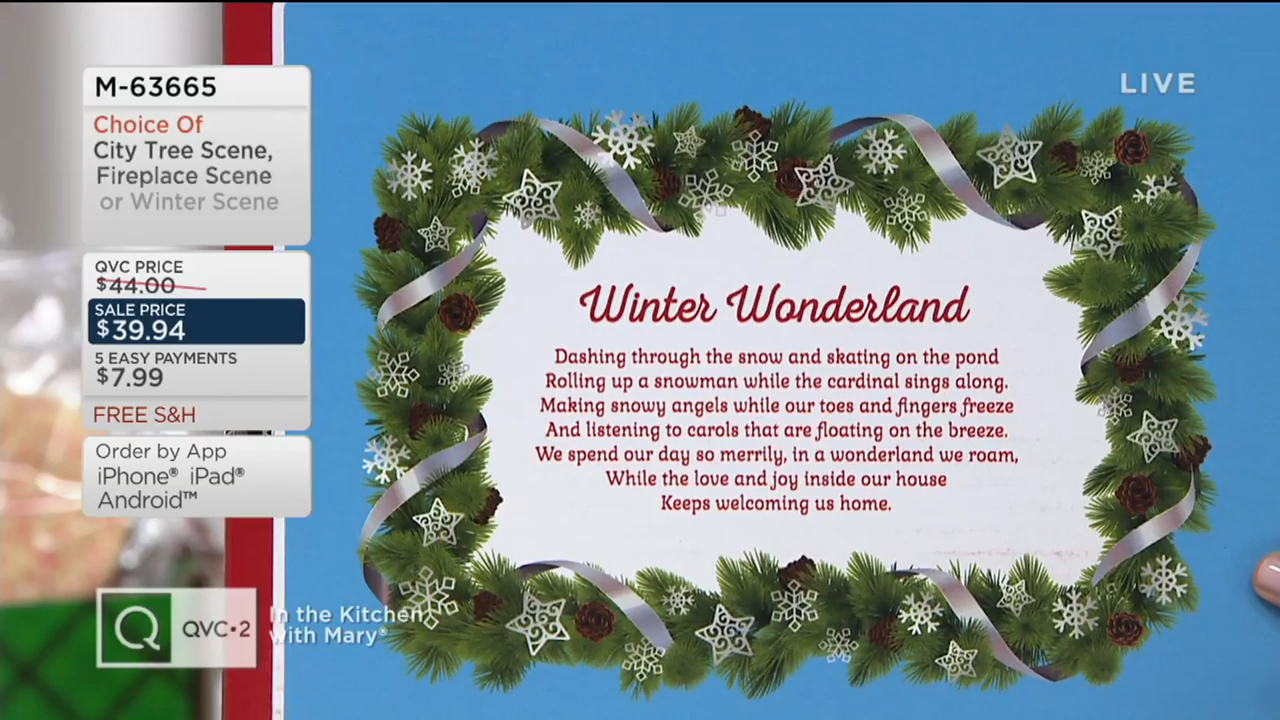 M-63665
Choice Of
City Tree Scene,
Fireplace Scene
or Winter Scene
QVC PRICE
$44.00
SALE PRICE
$39.94
5 EASY PAYMENTS
$7.99
FREE S&H
Order by App
iPhone® iPad®
Android™
Q QVC•2
In the Kitchen
with Mary®
LIVE
Winter Wonderland
Dashing through the snow and skating on the pond
Rolling up a snowman while the cardinal sings along.
Making snowy angels while our toes and fingers freeze
And listening to carols that are floating on the breeze.
We spend our day so merrily, in a wonderland we roam,
While the love and joy inside our house
Keeps welcoming us home.